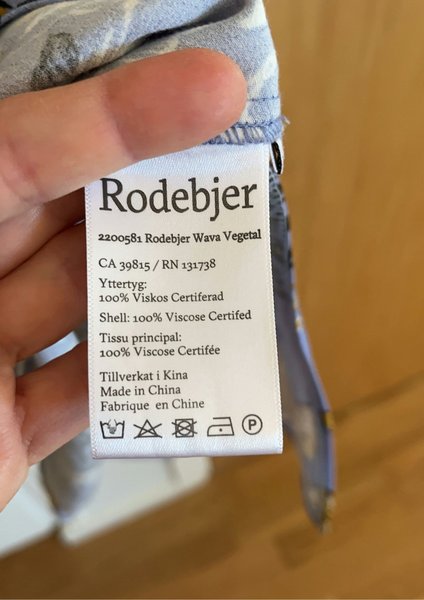 Rodebjer
2200581 Rodebjer Wava Vegetal
CA 39815 / RN 131738
Yttertyg:
100% Viskos Certiferad
Shell: 100% Viscose Certifed
Tissu principal:
100% Viscose Certifée
Tillverkat i Kina
Made in China
Fabrique en Chine
P